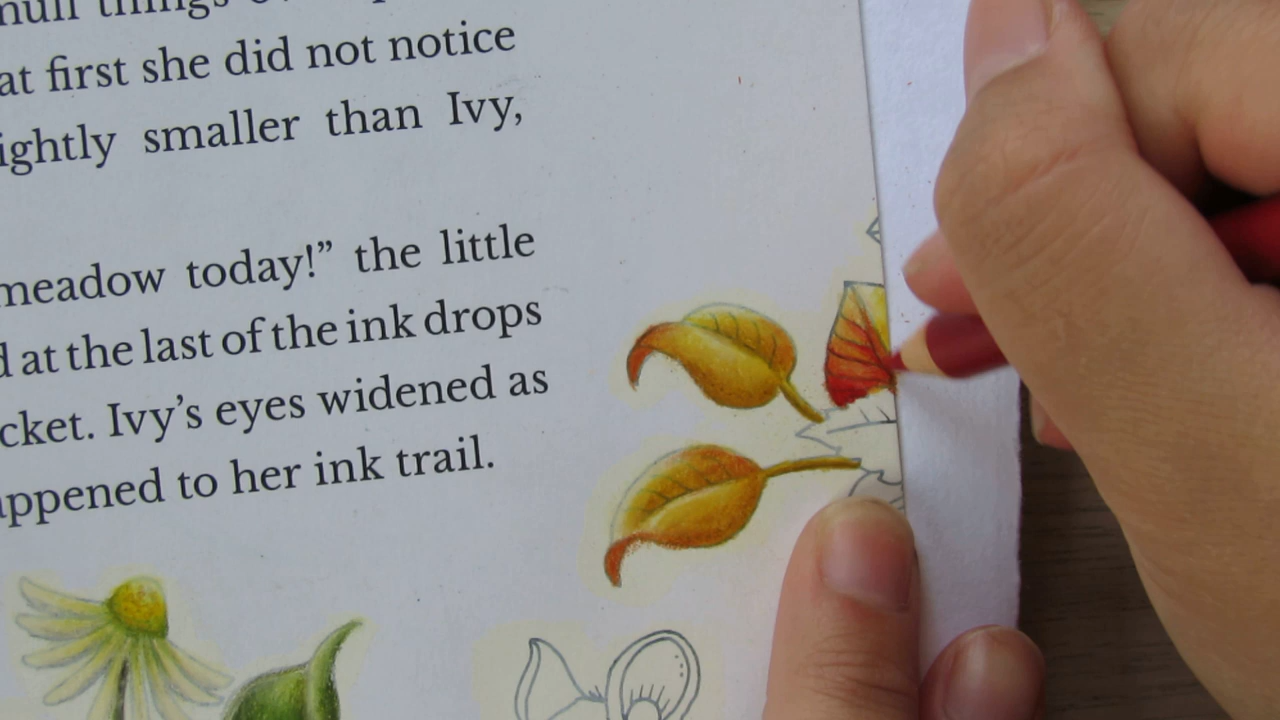 at first she did not notice
ightly smaller than Ivy,
meadow today!” the little
d at the last of the ink drops
cket. Ivy’s eyes widened as
appened to her ink trail.